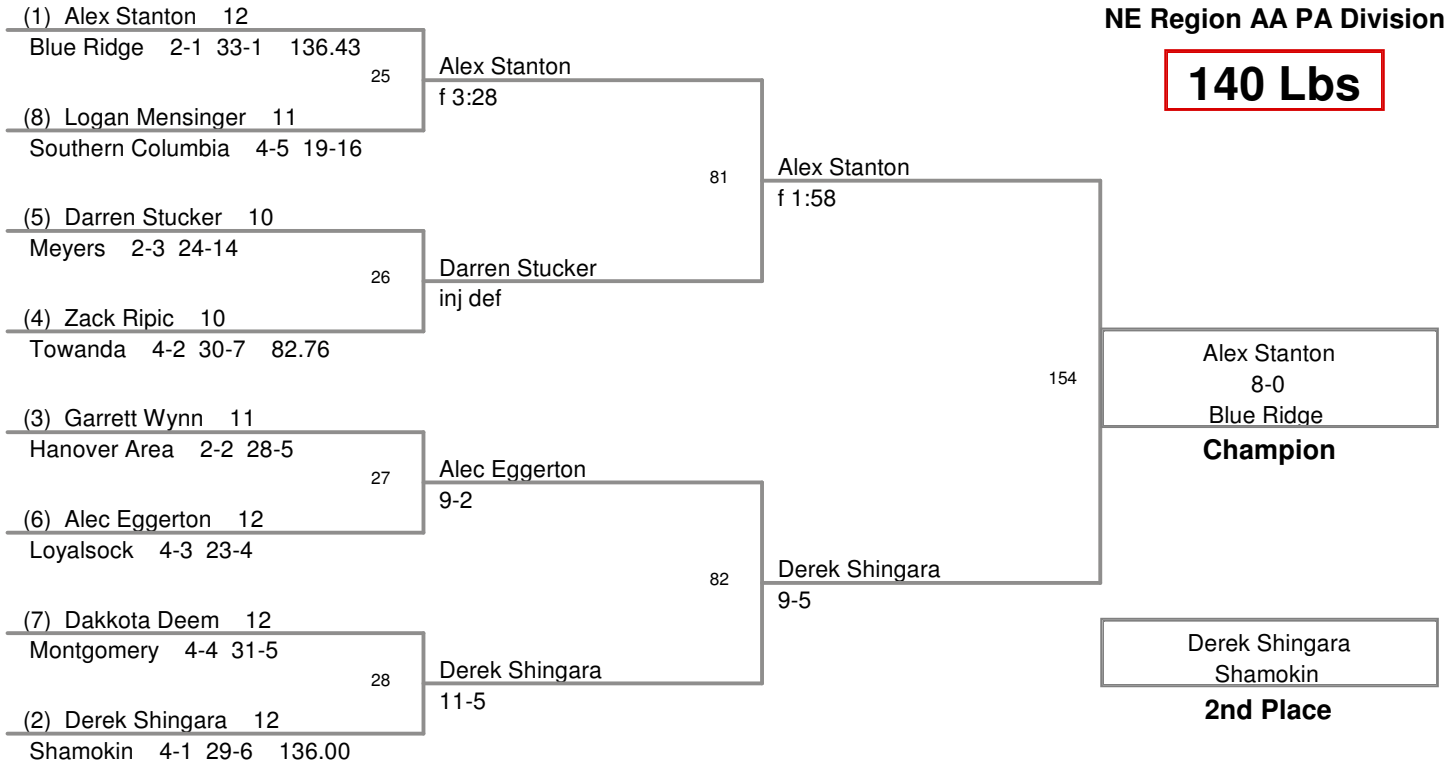 NE Region AA PA Division
140 Lbs
(1) Alex Stanton 12
Blue Ridge 2-1 33-1 136.43
25
(8) Logan Mensinger 11
Southern Columbia 4-5 19-16
(5) Darren Stucker 10
Meyers 2-3 24-14
26
(4) Zack Ripic 10
Towanda 4-2 30-7 82.76
(3) Garrett Wynn 11
Hanover Area 2-2 28-5
27
(6) Alec Eggerton 12
Loyalsock 4-3 23-4
(7) Dakkota Deem 12
Montgomery 4-4 31-5
28
(2) Derek Shingara 12
Shamokin 4-1 29-6 136.00
Alex Stanton
f 3:28
81
Darren Stucker
inj def
Alec Eggerton
9-2
82
Derek Shingara
11-5
Alex Stanton
f 1:58
154
Derek Shingara
9-5
Alex Stanton
8-0
Blue Ridge
Champion
Derek Shingara
Shamokin
2nd Place